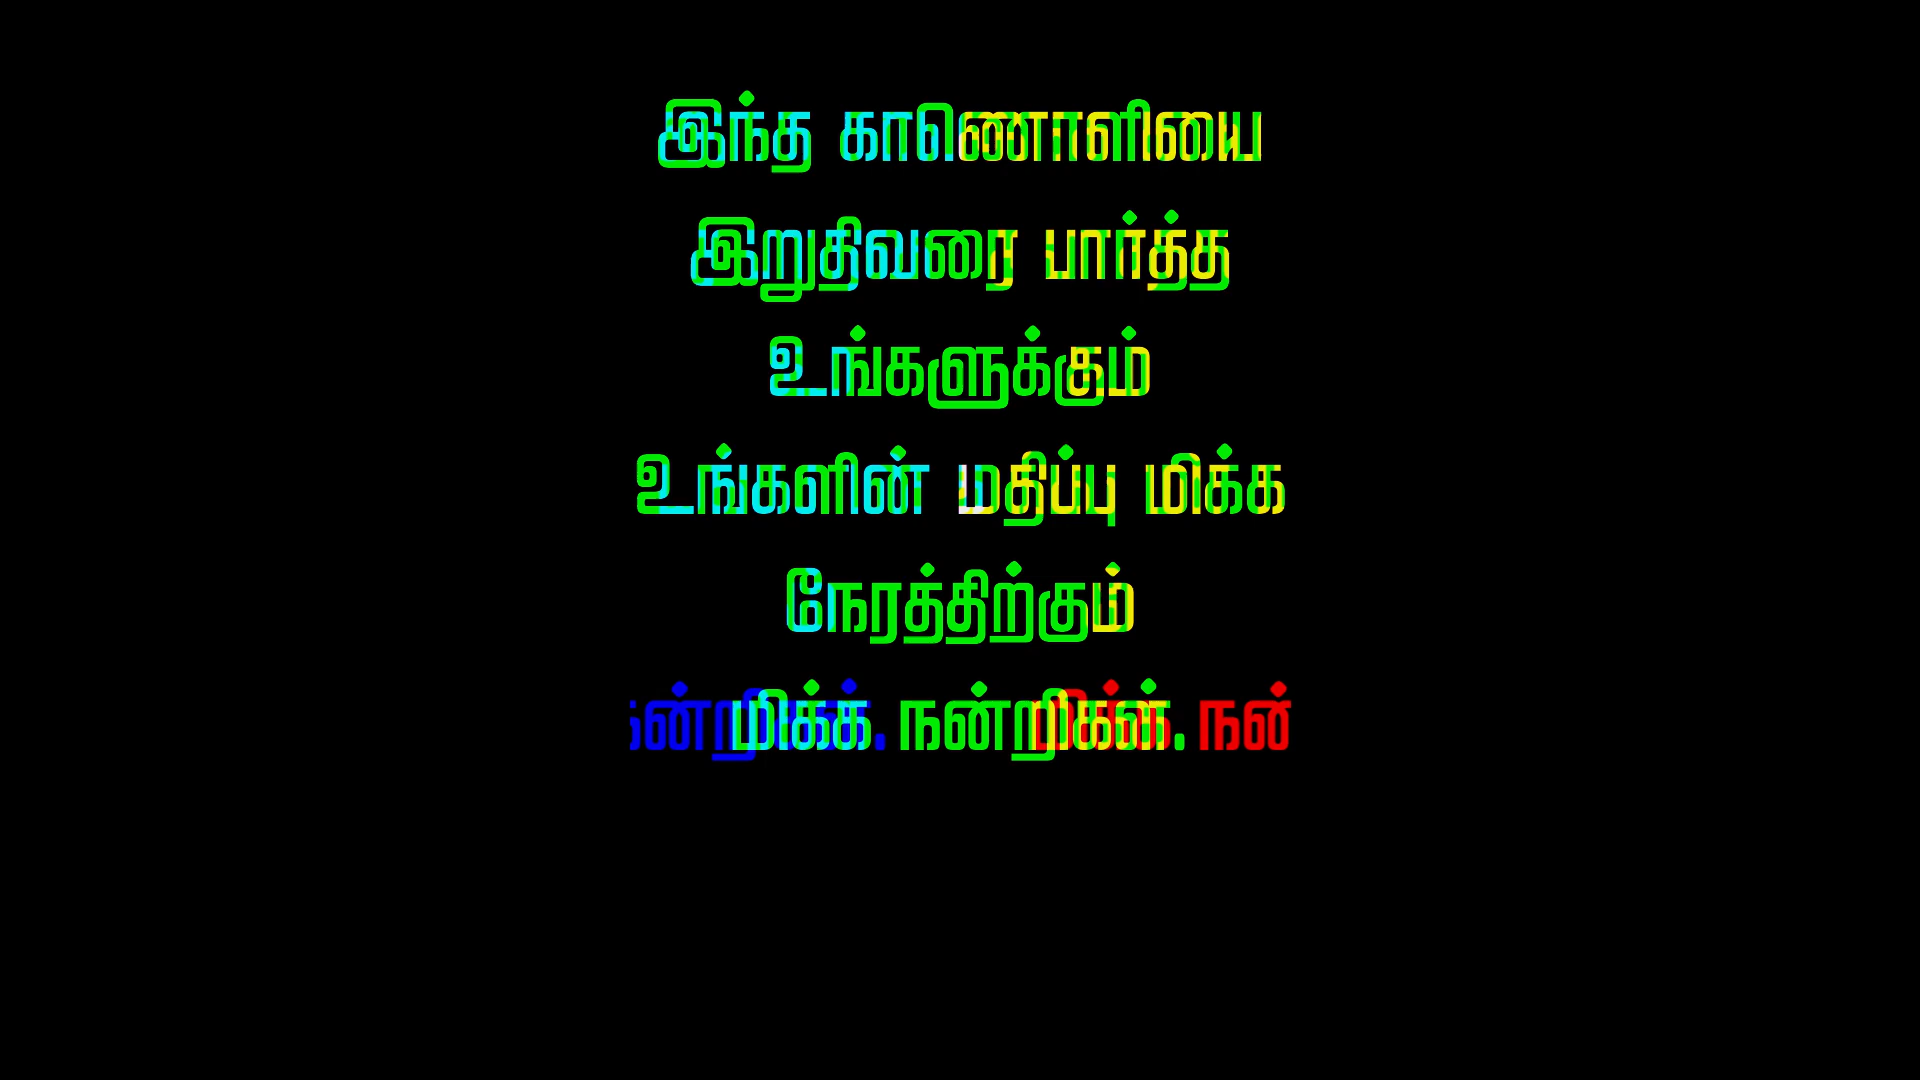 இந்த காணொளியை
இறுதிவரை பார்த்த
உங்களுக்கும்
உங்களின் மதிப்பு மிக்க
நேரத்திற்கும்
மிக்க நன்றிகள்.